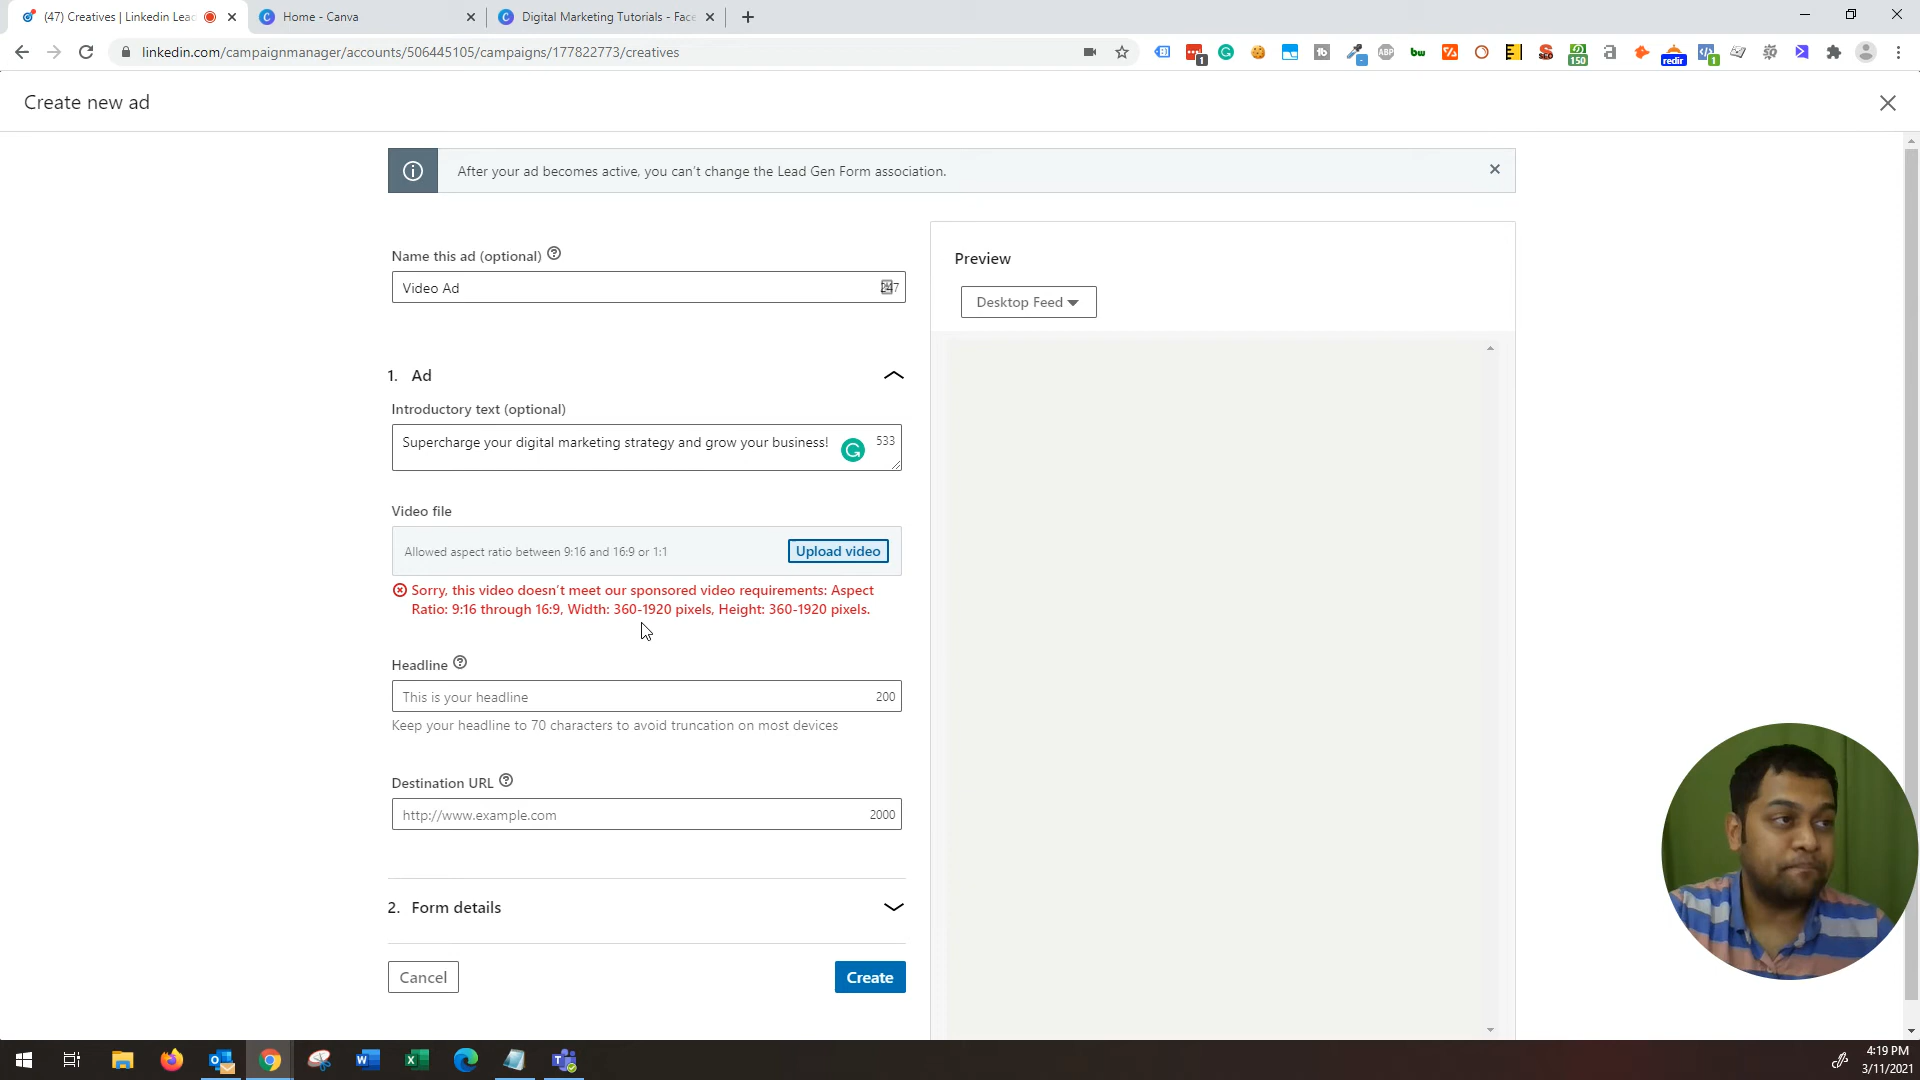 (47) Creatives | Linkedin Lead
Home - Canva
Digital Marketing Tutorials - Face
linkedin.com/campaignmanager/accounts/506445105/campaigns/177822773/creatives
Create new ad
After your ad becomes active, you can't change the Lead Gen Form association.
Name this ad (optional)
Video Ad
247
1. Ad
Introductory text (optional)
Supercharge your digital marketing strategy and grow your business!
533
Video file
Allowed aspect ratio between 9:16 and 16:9 or 1:1
Upload video
Sorry, this video doesn't meet our sponsored video requirements: Aspect
Ratio: 9:16 through 16:9, Width: 360-1920 pixels, Height: 360-1920 pixels.
Headline
This is your headline
200
Keep your headline to 70 characters to avoid truncation on most devices
Destination URL
http://www.example.com
2000
2. Form details
Cancel
Create
Preview
Desktop Feed
4:19 PM
3/11/2021